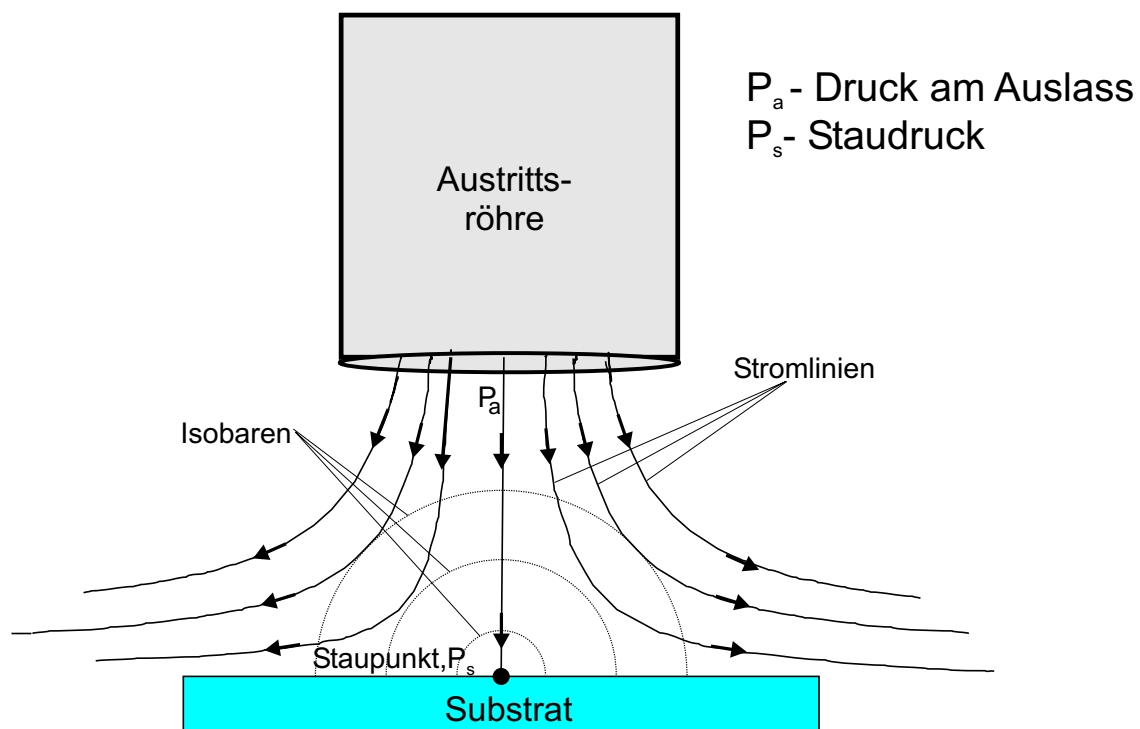 Pa - Druck am Auslass
Ps- Staudruck
Austritts-
röhre
Stromlinien
Pa
Isobaren
Staupunkt,Ps
Substrat